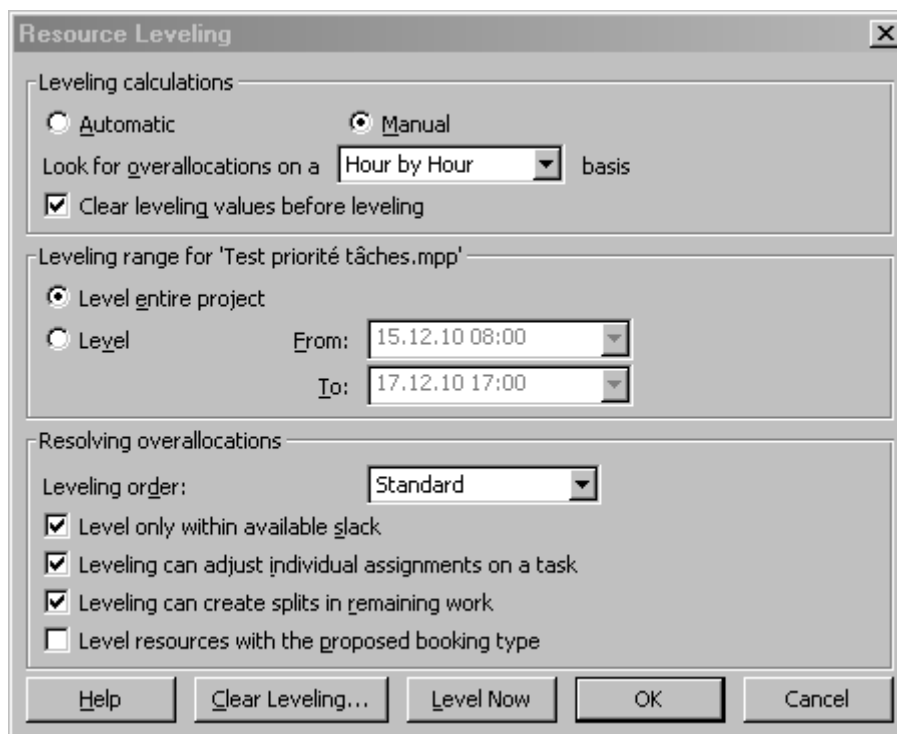 Resource Leveling
Leveling calculations
Automatic Manual
Look for overallocations on a Hour by Hour basis
Clear leveling values before leveling
Leveling range for 'Test priorité tâches.mpp'
Level entire project
Level From: 15.12.10 08:00
To: 17.12.10 17:00
Resolving overallocations
Leveling order: Standard
Level only within available slack
Leveling can adjust individual assignments on a task
Leveling can create splits in remaining work
Level resources with the proposed booking type
Help Clear Leveling... Level Now OK Cancel